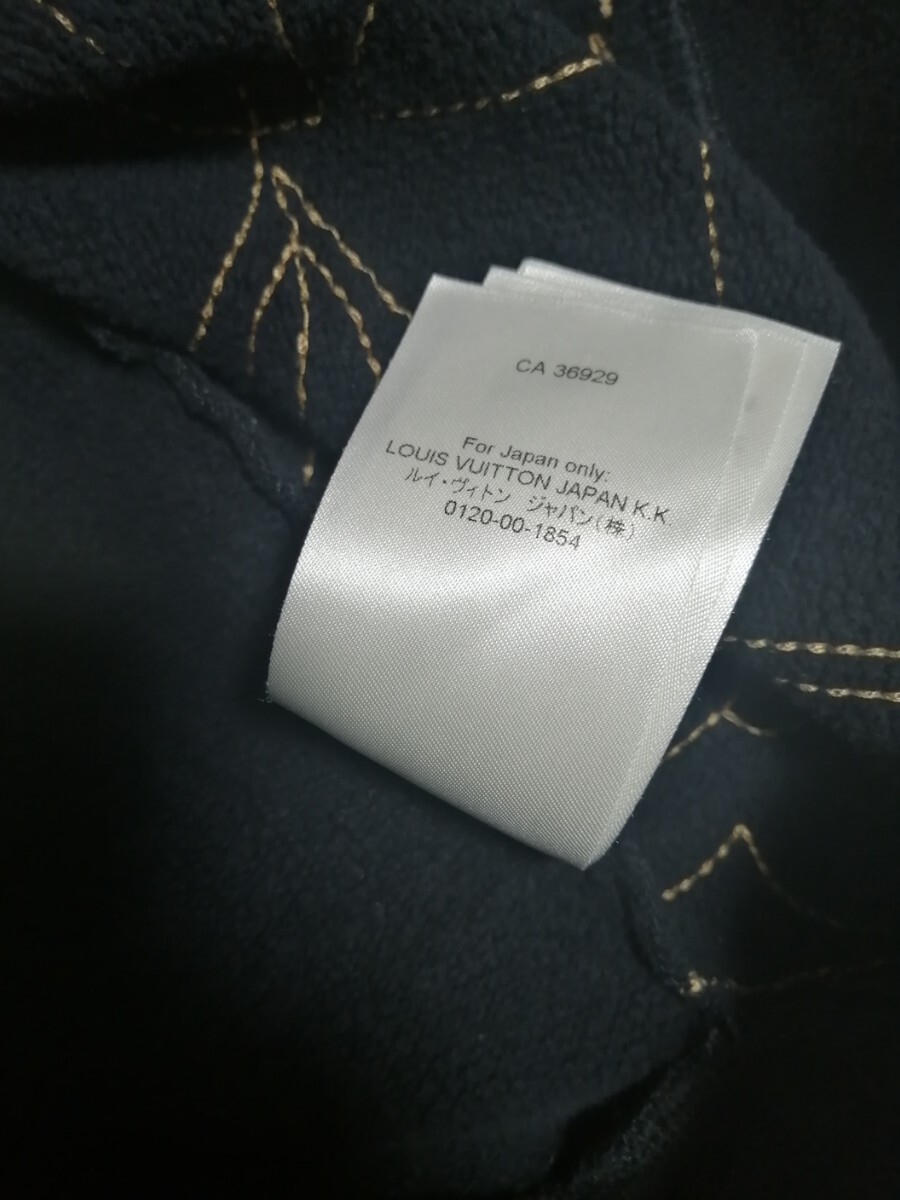 CA 36929
For Japan only:
LOUIS VUITTON JAPAN K.K.
ルイ・ヴィトン　ジャパン(株)
0120-00-1854